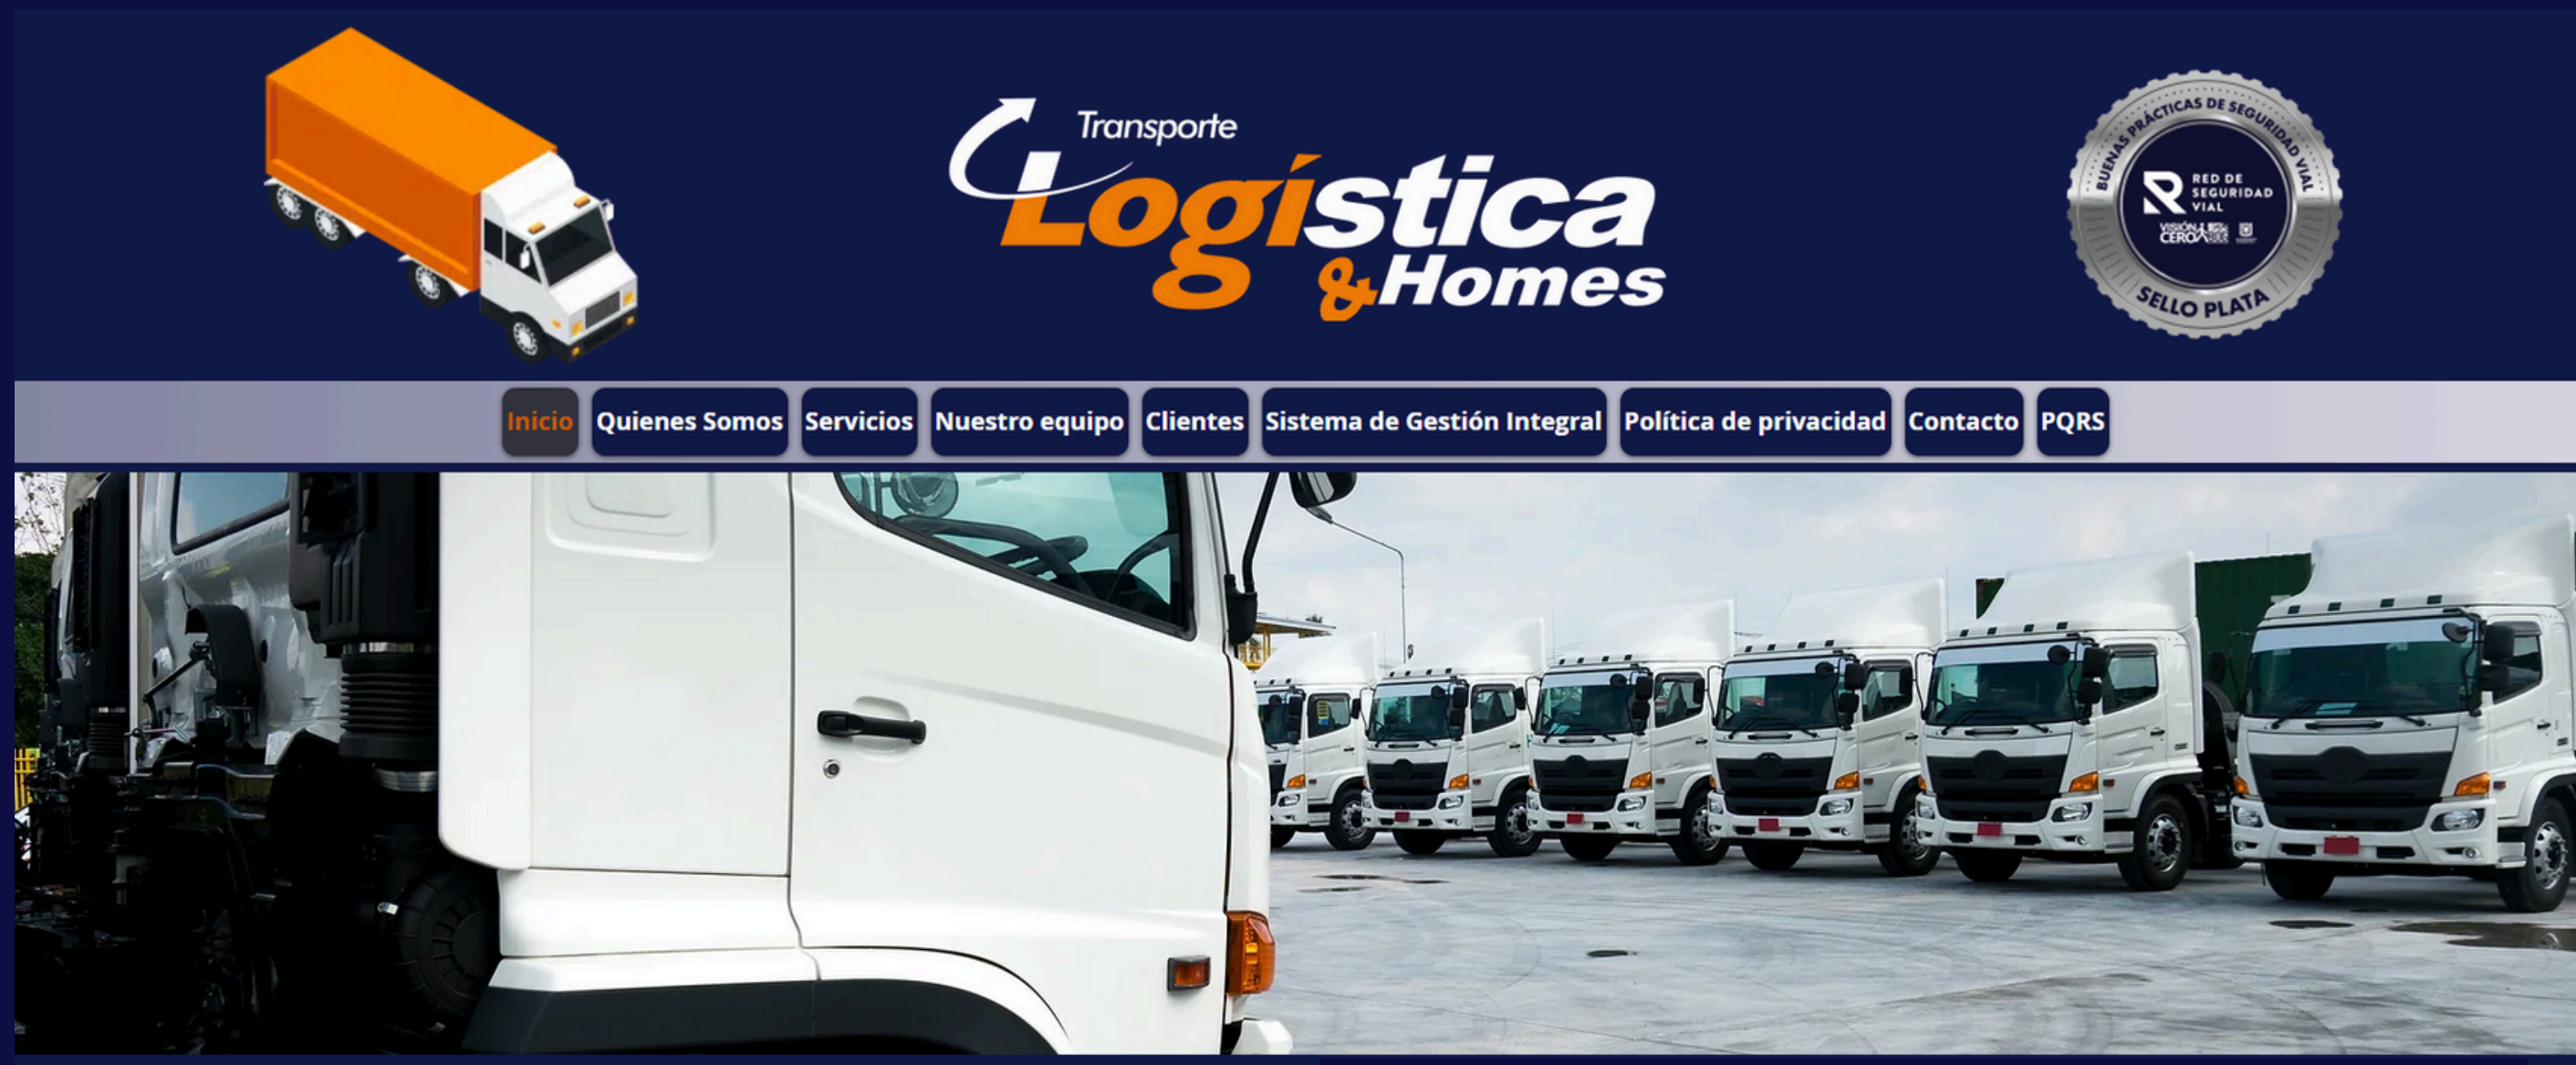 Transporte
Logística
&Homes
BUENAS PRÁCTICAS DE SEGURIDAD VIAL
RED DE
SEGURIDAD
VIAL
VISIÓN
CERO
SELLO PLATA
Inicio
Quienes Somos
Servicios
Nuestro equipo
Clientes
Sistema de Gestión Integral
Política de privacidad
Contacto
PQRS